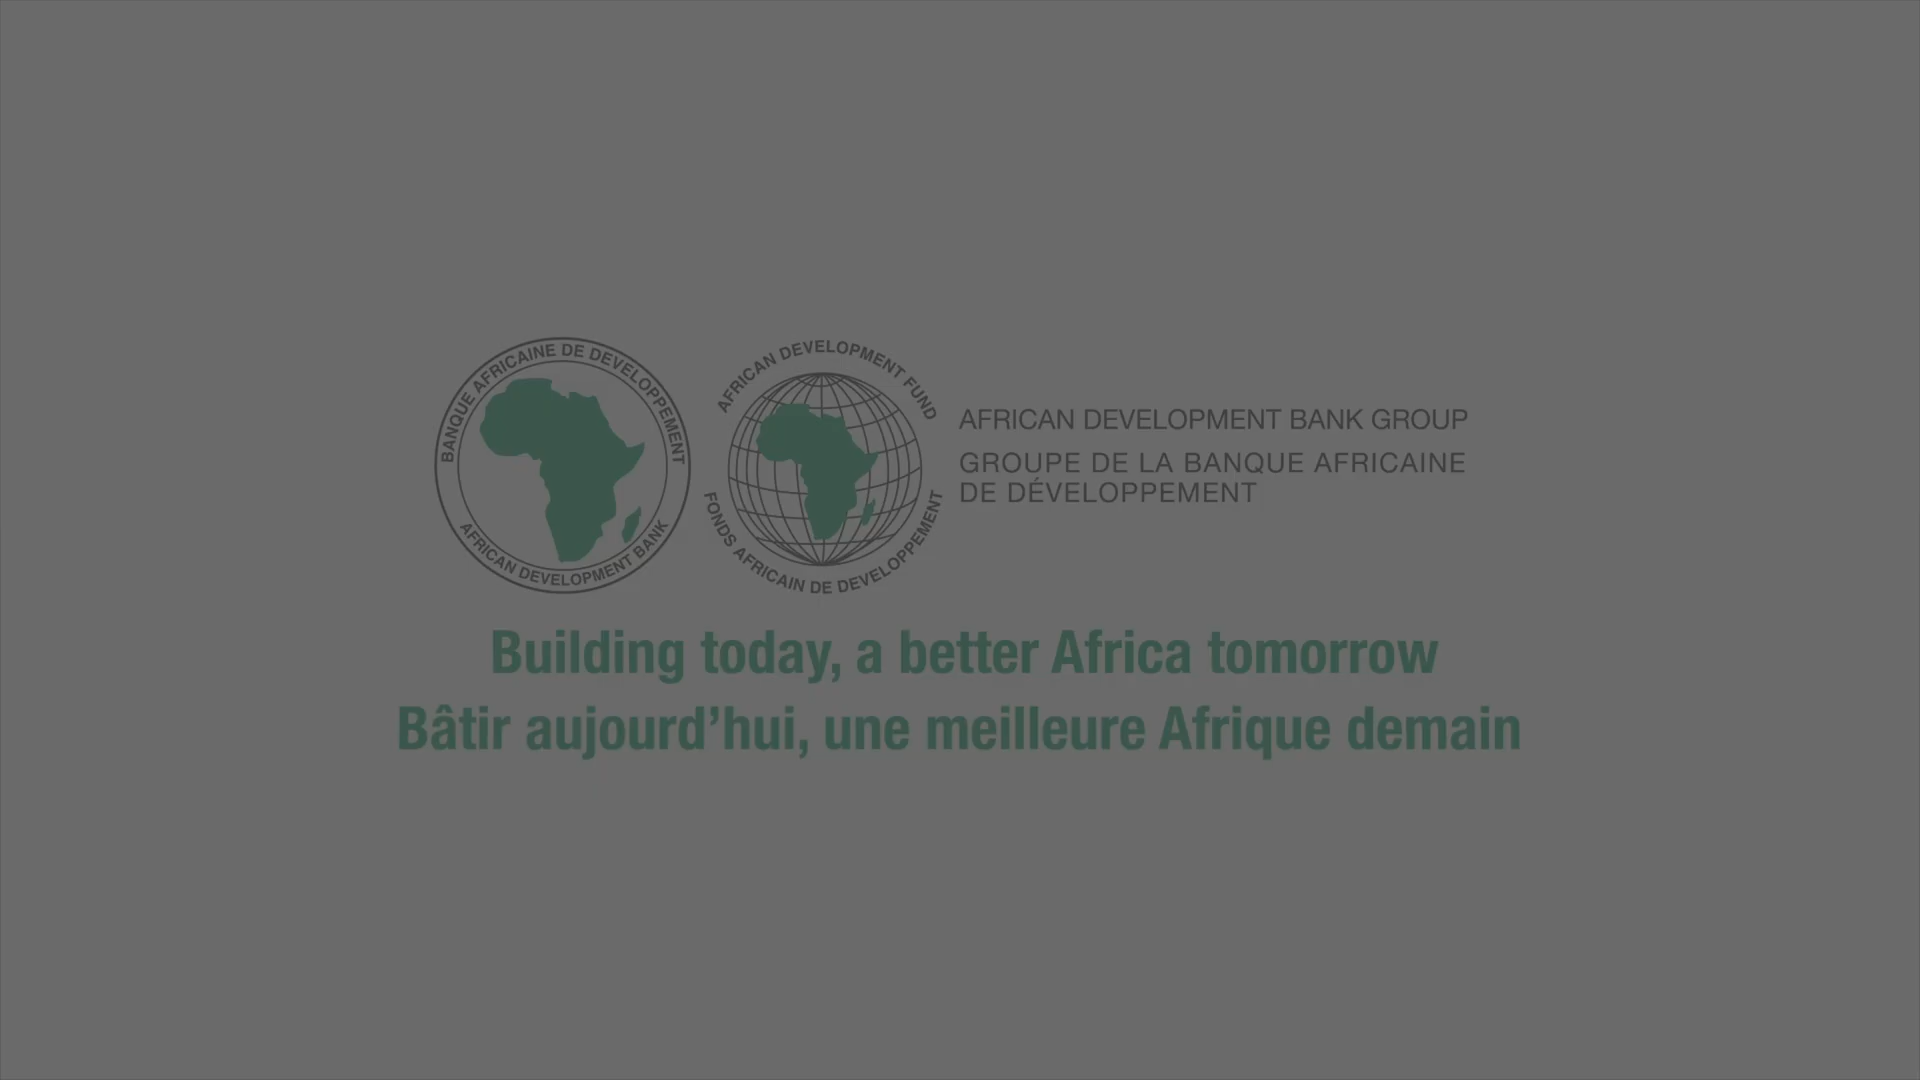 BANQUE AFRICAINE DE DEVELOPPEMENT
AFRICAN DEVELOPMENT BANK
AFRICAN DEVELOPMENT FUND
FONDS AFRICAIN DE DEVELOPPEMENT
AFRICAN DEVELOPMENT BANK GROUP
GROUPE DE LA BANQUE AFRICAINE
DE DÉVELOPPEMENT
Building today, a better Africa tomorrow
Bâtir aujourd’hui, une meilleure Afrique demain